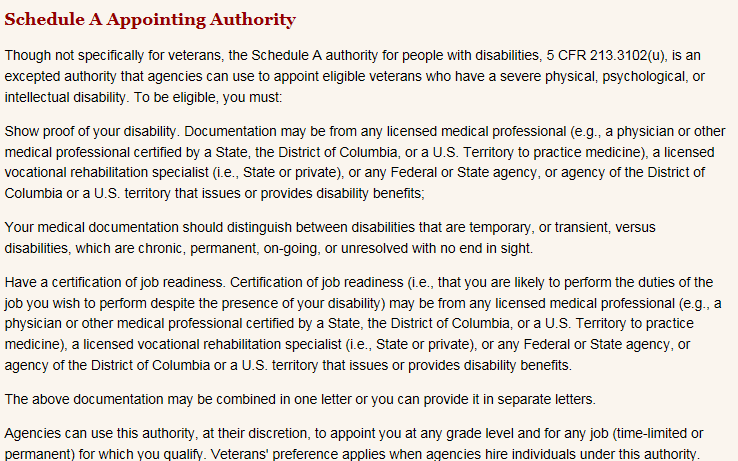 Schedule A Appointing Authority
Though not specifically for veterans, the Schedule A authority for people with disabilities, 5 CFR 213.3102(u), is an
excepted authority that agencies can use to appoint eligible veterans who have a severe physical, psychological, or
intellectual disability. To be eligible, you must:
Show proof of your disability. Documentation may be from any licensed medical professional (e.g., a physician or other
medical professional certified by a State, the District of Columbia, or a U.S. Territory to practice medicine), a licensed
vocational rehabilitation specialist (i.e., State or private), or any Federal or State agency, or agency of the District of
Columbia or a U.S. territory that issues or provides disability benefits;
Your medical documentation should distinguish between disabilities that are temporary, or transient, versus
disabilities, which are chronic, permanent, on-going, or unresolved with no end in sight.
Have a certification of job readiness. Certification of job readiness (i.e., that you are likely to perform the duties of the
job you wish to perform despite the presence of your disability) may be from any licensed medical professional (e.g., a
physician or other medical professional certified by a State, the District of Columbia, or a U.S. Territory to practice
medicine), a licensed vocational rehabilitation specialist (i.e., State or private), or any Federal or State agency, or
agency of the District of Columbia or a U.S. territory that issues or provides disability benefits.
The above documentation may be combined in one letter or you can provide it in separate letters.
Agencies can use this authority, at their discretion, to appoint you at any grade level and for any job (time-limited or
permanent) for which you qualify. Veterans' preference applies when agencies hire individuals under this authority.